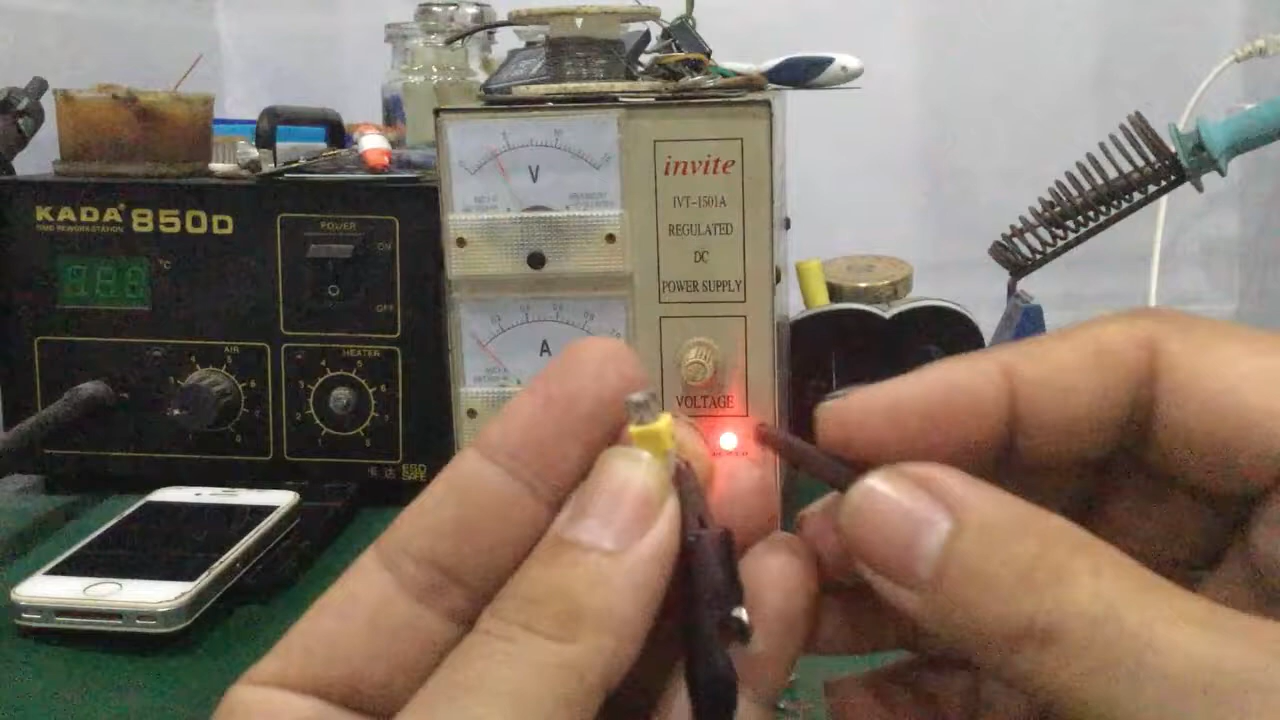 KADA 850D
SMD REWORK STATION
°C
POWER
ON
OFF
AIR
HEATER
ESD
SAFE
V
A
invite
IVT-1501A
REGULATED
DC
POWER SUPPLY
VOLTAGE